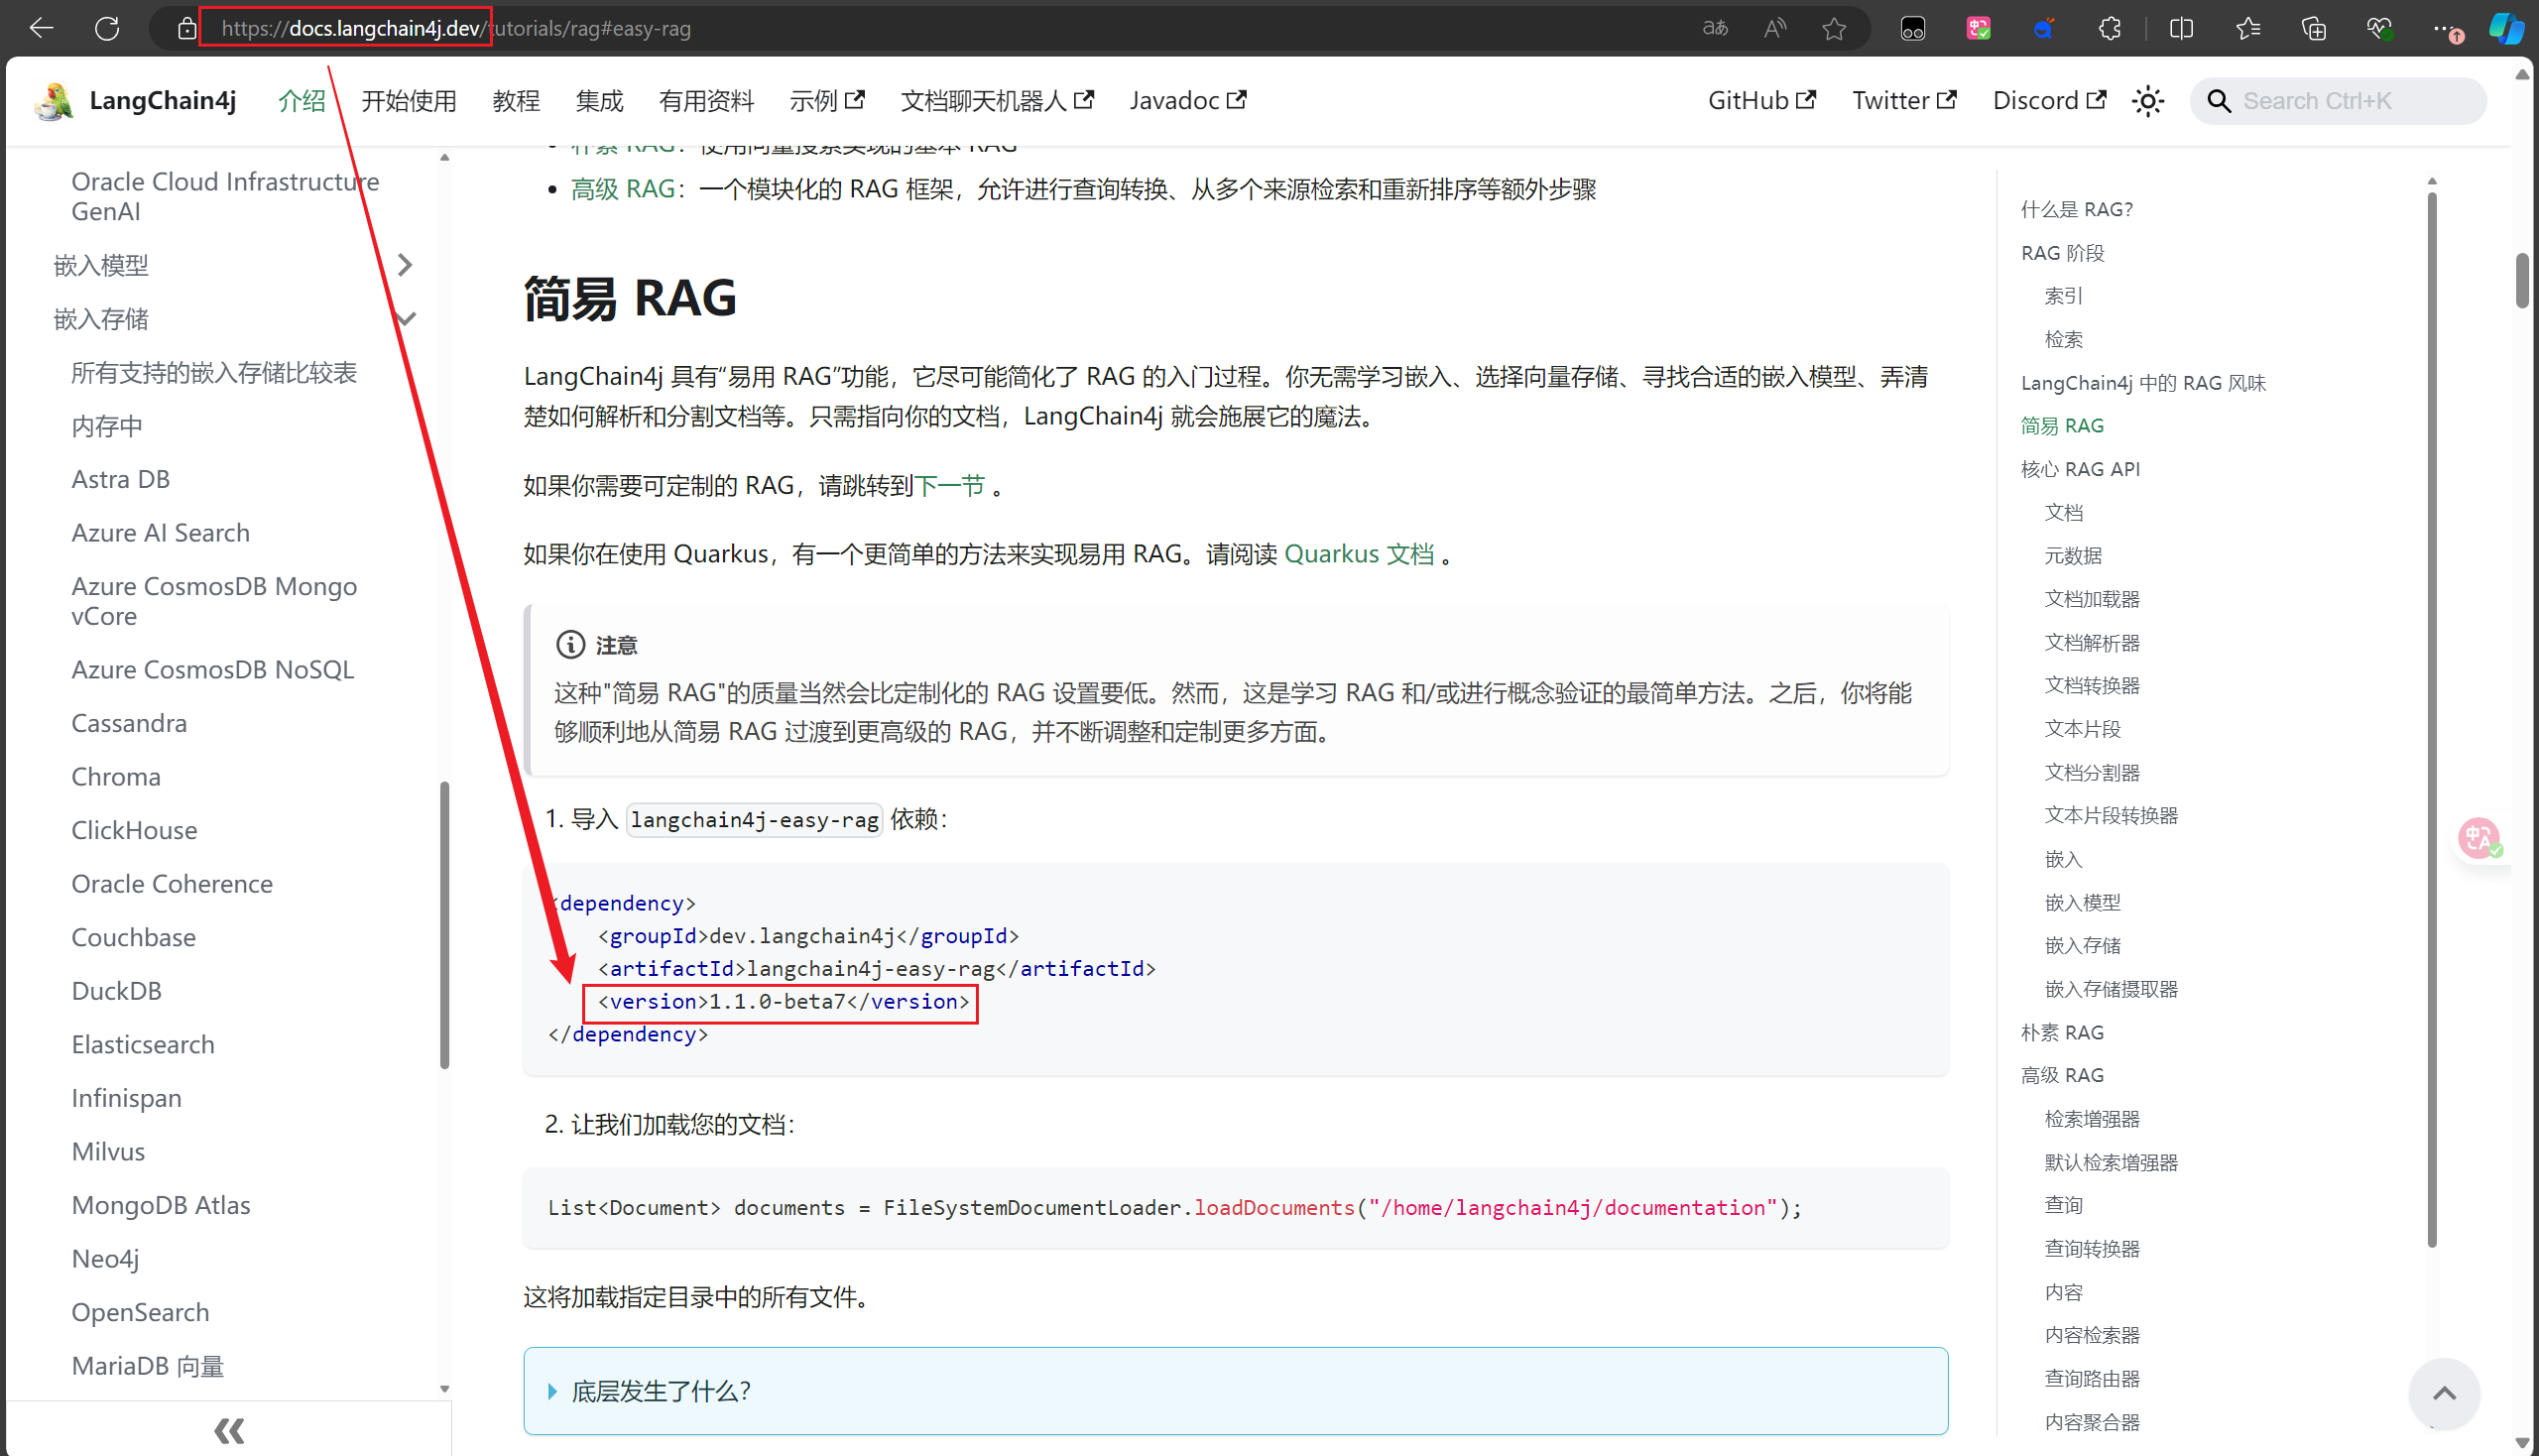 https://docs.langchain4j.dev/tutorials/rag#easy-rag
LangChain4j 介绍 开始使用 教程 集成 有用资料 示例 文档聊天机器人 Javadoc GitHub Twitter Discord Search Ctrl+K
Oracle Cloud Infrastructure
GenAI
嵌入模型
嵌入存储
所有支持的嵌入存储比较表
内存中
Astra DB
Azure AI Search
Azure CosmosDB Mongo
vCore
Azure CosmosDB NoSQL
Cassandra
Chroma
ClickHouse
Oracle Coherence
Couchbase
DuckDB
Elasticsearch
Infinispan
Milvus
MongoDB Atlas
Neo4j
OpenSearch
MariaDB 向量
朴素 RAG：使用向量搜索实现的基本 RAG
高级 RAG：一个模块化的 RAG 框架，允许进行查询转换、从多个来源检索和重新排序等额外步骤
简易 RAG
LangChain4j 具有“易用 RAG”功能，它尽可能简化了 RAG 的入门过程。你无需学习嵌入、选择向量存储、寻找合适的嵌入模型、弄清
楚如何解析和分割文档等。只需指向你的文档，LangChain4j 就会施展它的魔法。
如果你需要可定制的 RAG，请跳转到下一节 。
如果你在使用 Quarkus，有一个更简单的方法来实现易用 RAG。请阅读 Quarkus 文档 。
注意
这种"简易 RAG"的质量当然会比定制化的 RAG 设置要低。然而，这是学习 RAG 和/或进行概念验证的最简单方法。之后，你将能
够顺利地从简易 RAG 过渡到更高级的 RAG，并不断调整和定制更多方面。
1. 导入 langchain4j-easy-rag 依赖：
<dependency>
<groupId>dev.langchain4j</groupId>
<artifactId>langchain4j-easy-rag</artifactId>
<version>1.1.0-beta7</version>
</dependency>
2. 让我们加载您的文档：
List<Document> documents = FileSystemDocumentLoader.loadDocuments("/home/langchain4j/documentation");
这将加载指定目录中的所有文件。
底层发生了什么？
什么是 RAG？
RAG 阶段
索引
检索
LangChain4j 中的 RAG 风味
简易 RAG
核心 RAG API
文档
元数据
文档加载器
文档解析器
文档转换器
文本片段
文档分割器
文本片段转换器
嵌入
嵌入模型
嵌入存储
嵌入存储摄取器
朴素 RAG
高级 RAG
检索增强器
默认检索增强器
查询
查询转换器
内容
内容检索器
查询路由器
内容聚合器